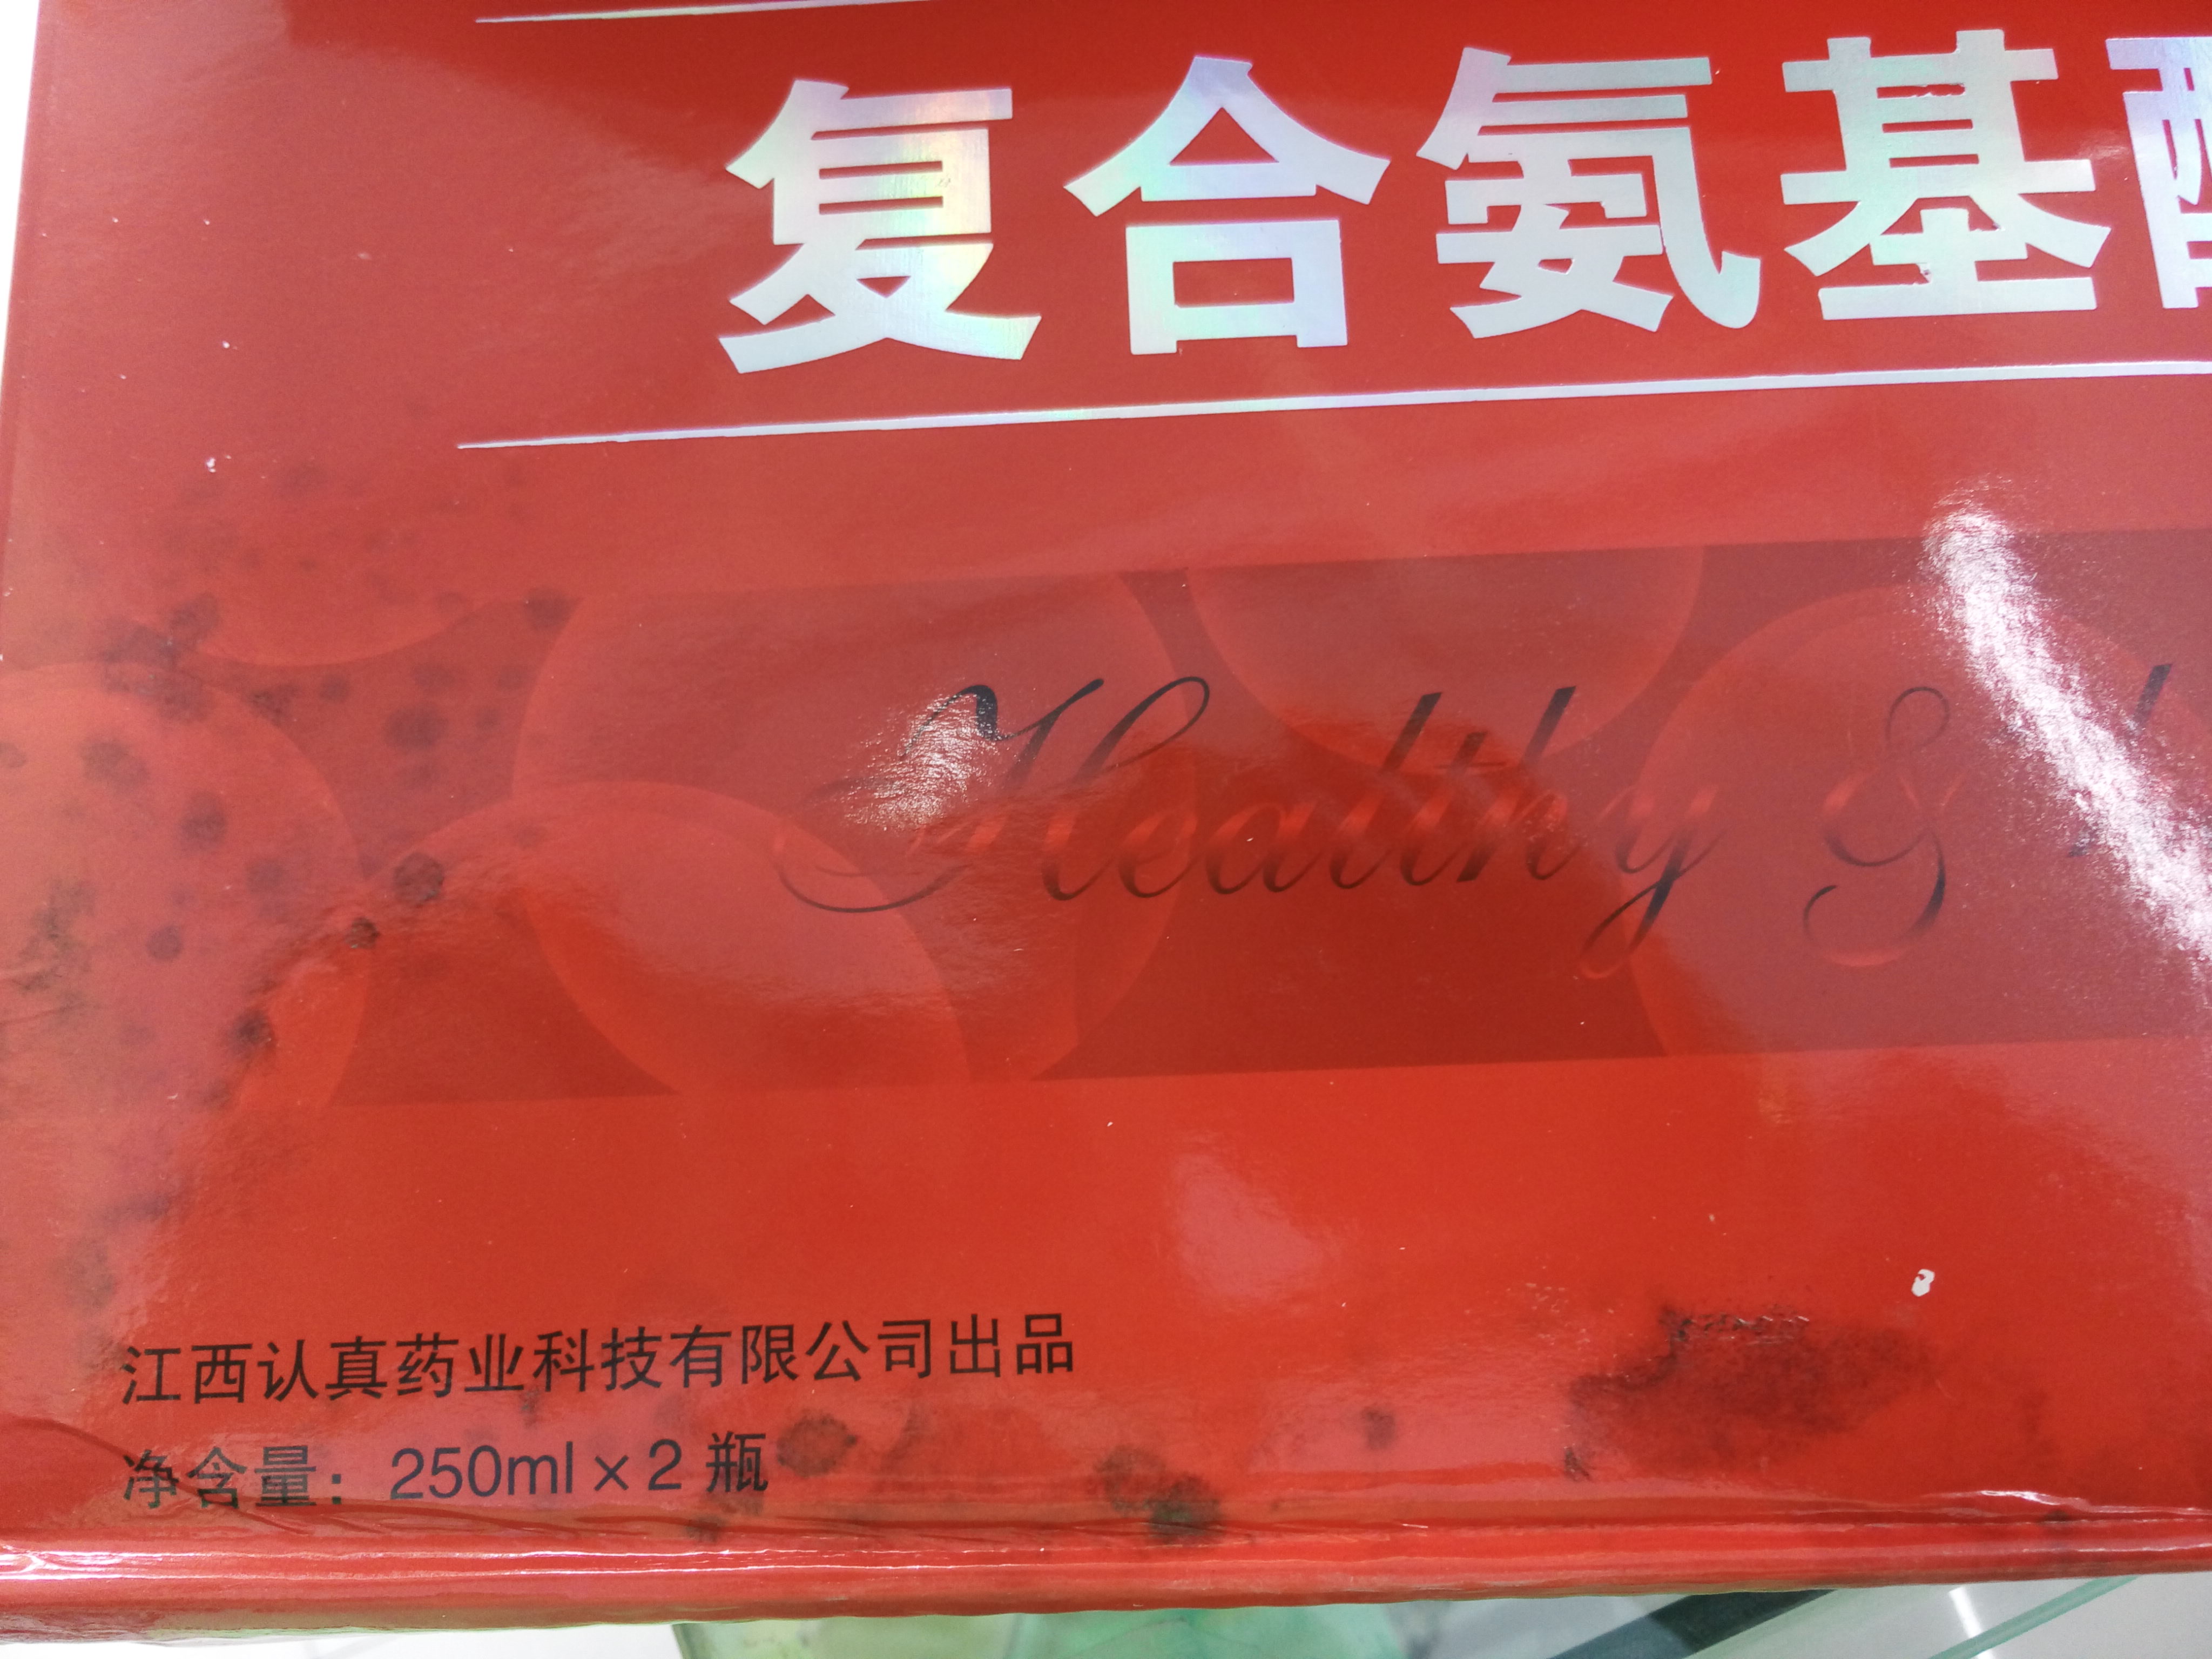 复合氨基
Healthy &
江西认真药业科技有限公司出品
净含量：250ml×2 瓶